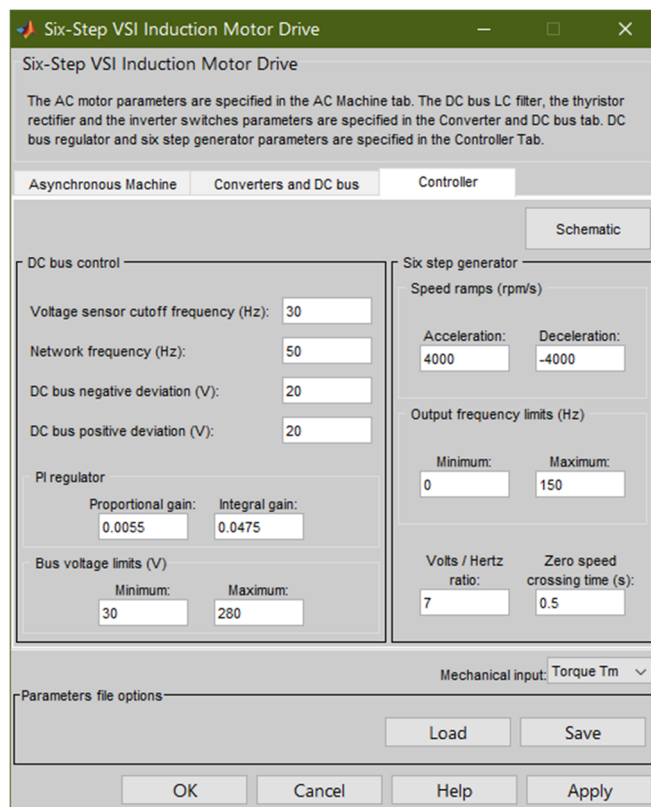 Six-Step VSI Induction Motor Drive
Six-Step VSI Induction Motor Drive
The AC motor parameters are specified in the AC Machine tab. The DC bus LC filter, the thyristor
rectifier and the inverter switches parameters are specified in the Converter and DC bus tab. DC
bus regulator and six step generator parameters are specified in the Controller Tab.
Asynchronous Machine
Converters and DC bus
Controller
Schematic
DC bus control
Voltage sensor cutoff frequency (Hz): 30
Network frequency (Hz): 50
DC bus negative deviation (V): 20
DC bus positive deviation (V): 20
PI regulator
Proportional gain: Integral gain:
0.0055 0.0475
Bus voltage limits (V)
Minimum: Maximum:
30 280
Six step generator
Speed ramps (rpm/s)
Acceleration: Deceleration:
4000 -4000
Output frequency limits (Hz)
Minimum: Maximum:
0 150
Volts / Hertz
ratio:
7
Zero speed
crossing time (s):
0.5
Mechanical input: Torque Tm
Parameters file options
Load Save
OK Cancel Help Apply